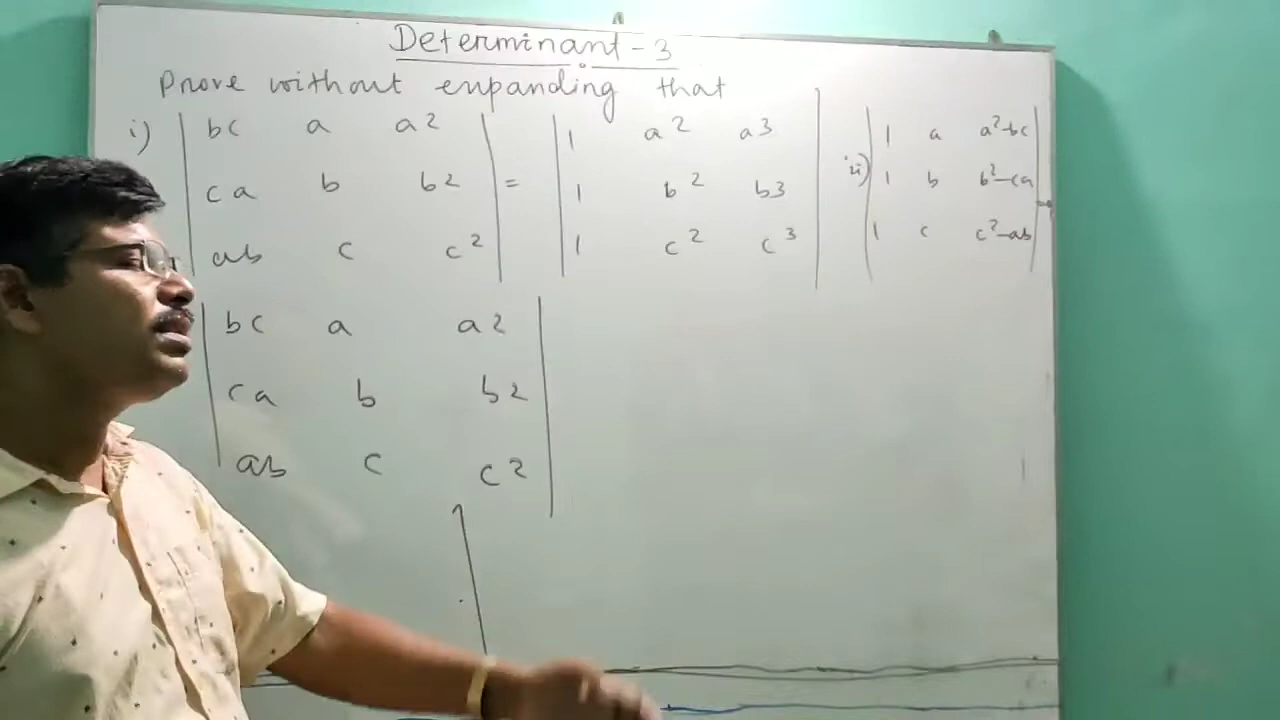 Determinant - 3
Prove without expanding that
i) | bc a a2 | = | 1 a2 a3 | ii) | 1 a a2-bc |
| ca b b2 | | 1 b2 b3 | | 1 b b2-ca |
| ab c c2 | | 1 c2 c3 | | 1 c c2-ab |
| bc a a2 |
| ca b b2 |
| ab c c2 |